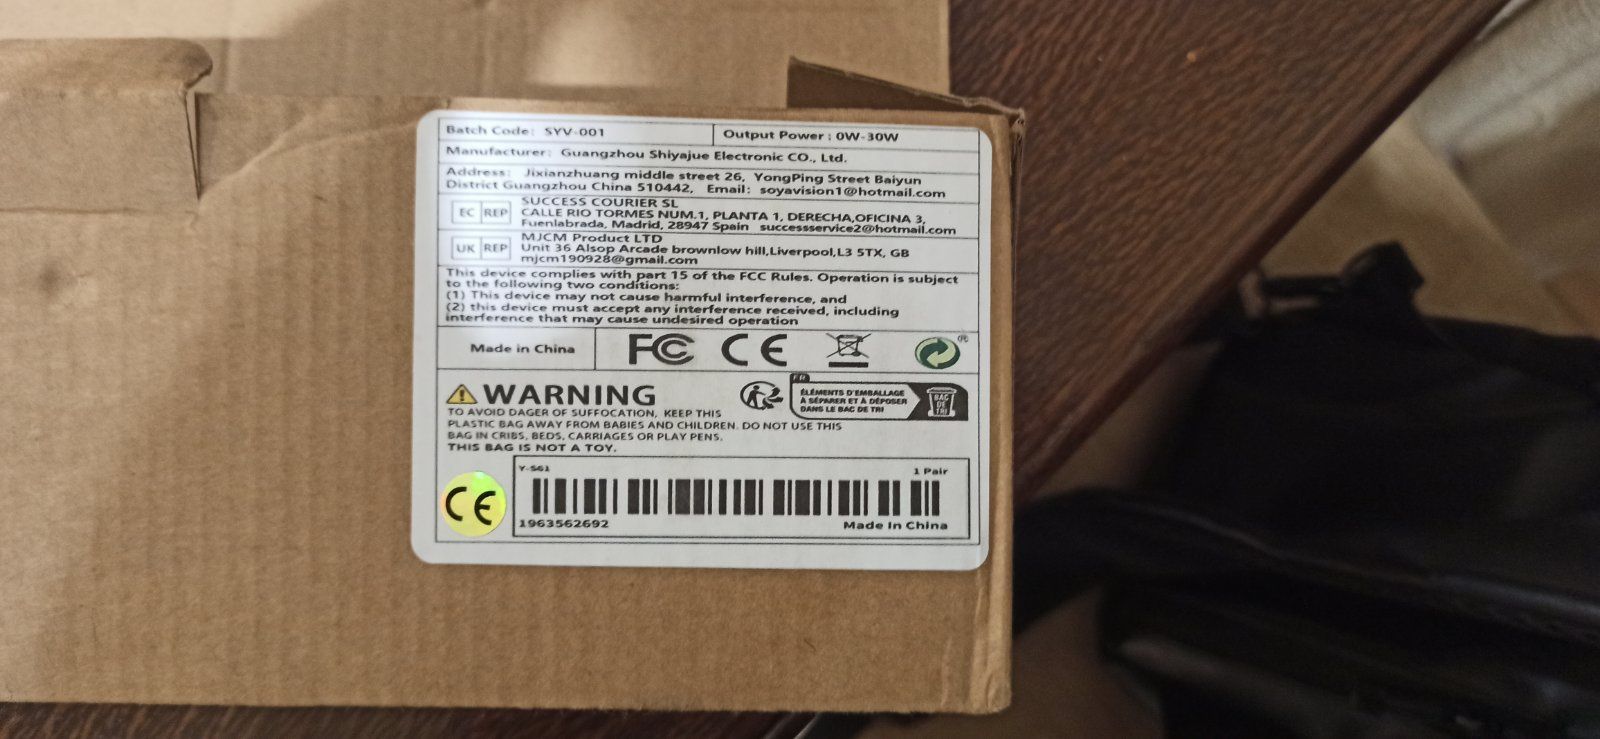 Batch Code: SYV-001
Output Power : 0W-30W
Manufacturer: Guangzhou Shiyajue Electronic CO., Ltd.
Address: Jixianzhuang middle street 26, YongPing Street Baiyun
District Guangzhou China 510442, Email: soyavision1@hotmail.com
EC REP
SUCCESS COURIER SL
CALLE RIO TORMES NUM.1, PLANTA 1, DERECHA,OFICINA 3,
Fuenlabrada, Madrid, 28947 Spain successservice2@hotmail.com
UK REP
MJCM Product LTD
Unit 36 Alsop Arcade brownlow hill,Liverpool,L3 5TX, GB
mjcm190928@gmail.com
This device complies with part 15 of the FCC Rules. Operation is subject
to the following two conditions:
(1) This device may not cause harmful interference, and
(2) this device must accept any interference received, including
interference that may cause undesired operation
Made in China
FC CE ®
WARNING
TO AVOID DAGER OF SUFFOCATION, KEEP THIS
PLASTIC BAG AWAY FROM BABIES AND CHILDREN. DO NOT USE THIS
BAG IN CRIBS, BEDS, CARRIAGES OR PLAY PENS.
THIS BAG IS NOT A TOY.
FR
ÉLÉMENTS D'EMBALLAGE
À SÉPARER ET À DÉPOSER
DANS LE BAC DE TRI
BAC
DE
TRI
CE
Y-S61
1 Pair
1963562692
Made In China